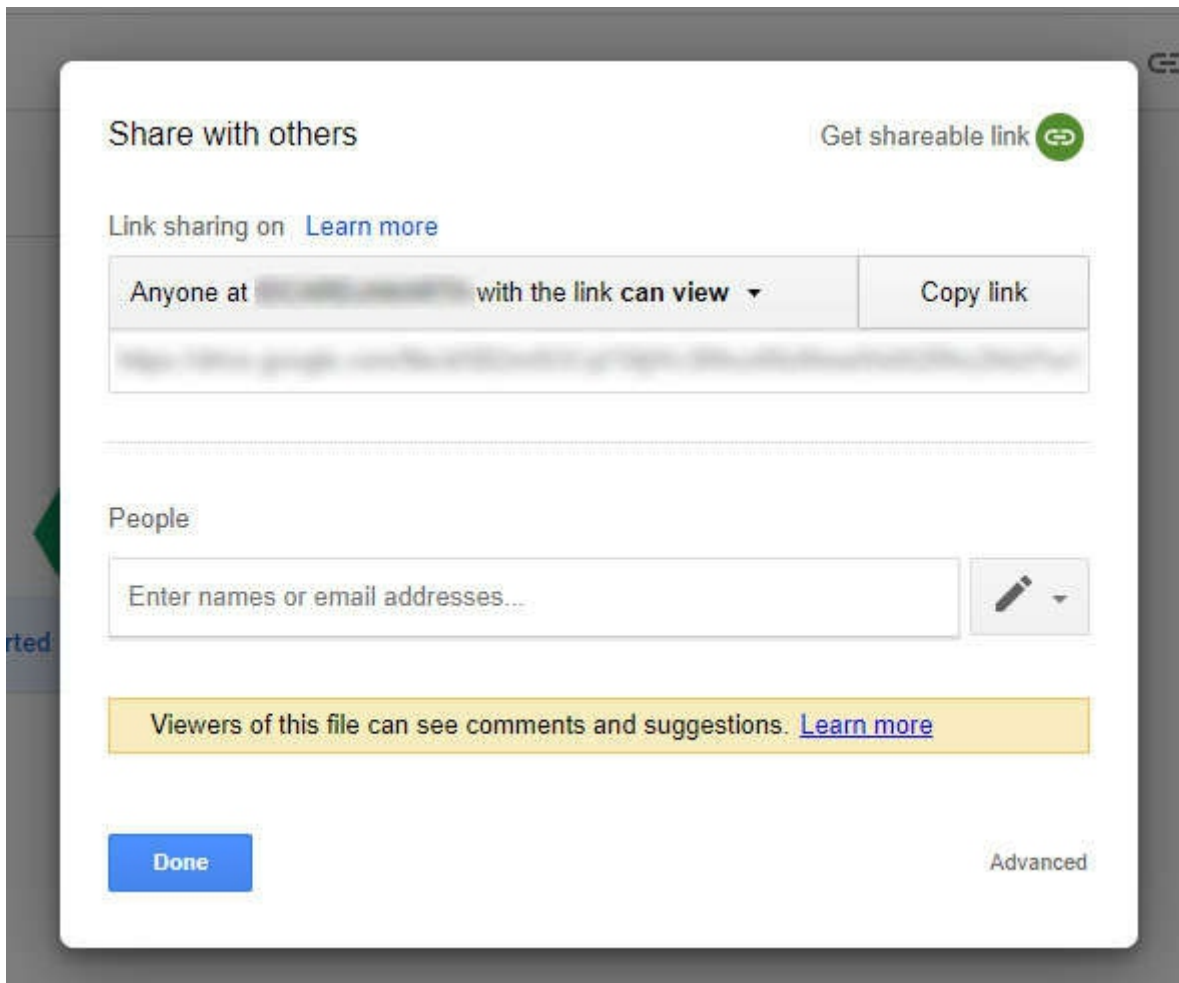 Share with others
Get shareable link
Link sharing on Learn more
Anyone at with the link can view
Copy link
People
Enter names or email addresses...
rted
Viewers of this file can see comments and suggestions. Learn more
Done
Advanced